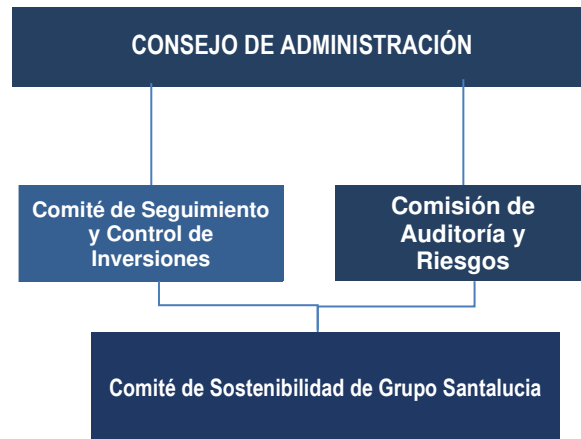 CONSEJO DE ADMINISTRACIÓN
Comité de Seguimiento
y Control de
Inversiones
Comisión de
Auditoría y
Riesgos
Comité de Sostenibilidad de Grupo Santalucia